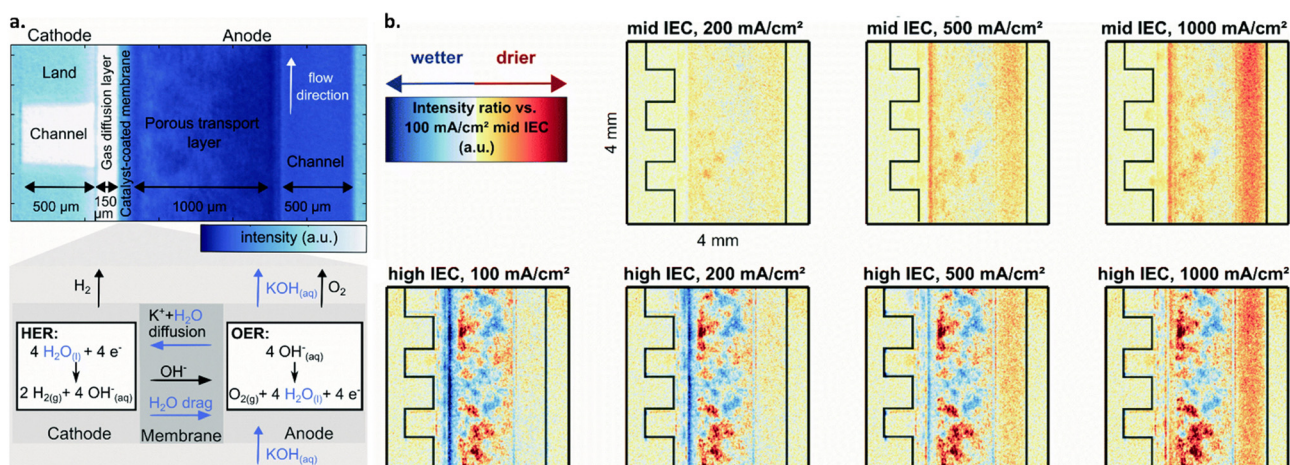 a.
Cathode
Anode
Land
Channel
Gas diffusion layer
Catalyst-coated membrane
Porous transport
layer
flow
direction
Channel
500 µm
150
µm
1000 µm
500 µm
intensity (a.u.)
H₂
KOH(aq)
O₂
HER:
4 H₂O(l) + 4 e⁻
2 H₂(g) + 4 OH⁻(aq)
K⁺+H₂O
diffusion
OH⁻
H₂O drag
OER:
4 OH⁻(aq)
O₂(g) + 4 H₂O(l) + 4 e⁻
Cathode
Membrane
Anode
KOH(aq)
b.
wetter
drier
Intensity ratio vs.
100 mA/cm² mid IEC
(a.u.)
mid IEC, 200 mA/cm²
mid IEC, 500 mA/cm²
mid IEC, 1000 mA/cm²
4 mm
4 mm
high IEC, 100 mA/cm²
high IEC, 200 mA/cm²
high IEC, 500 mA/cm²
high IEC, 1000 mA/cm²